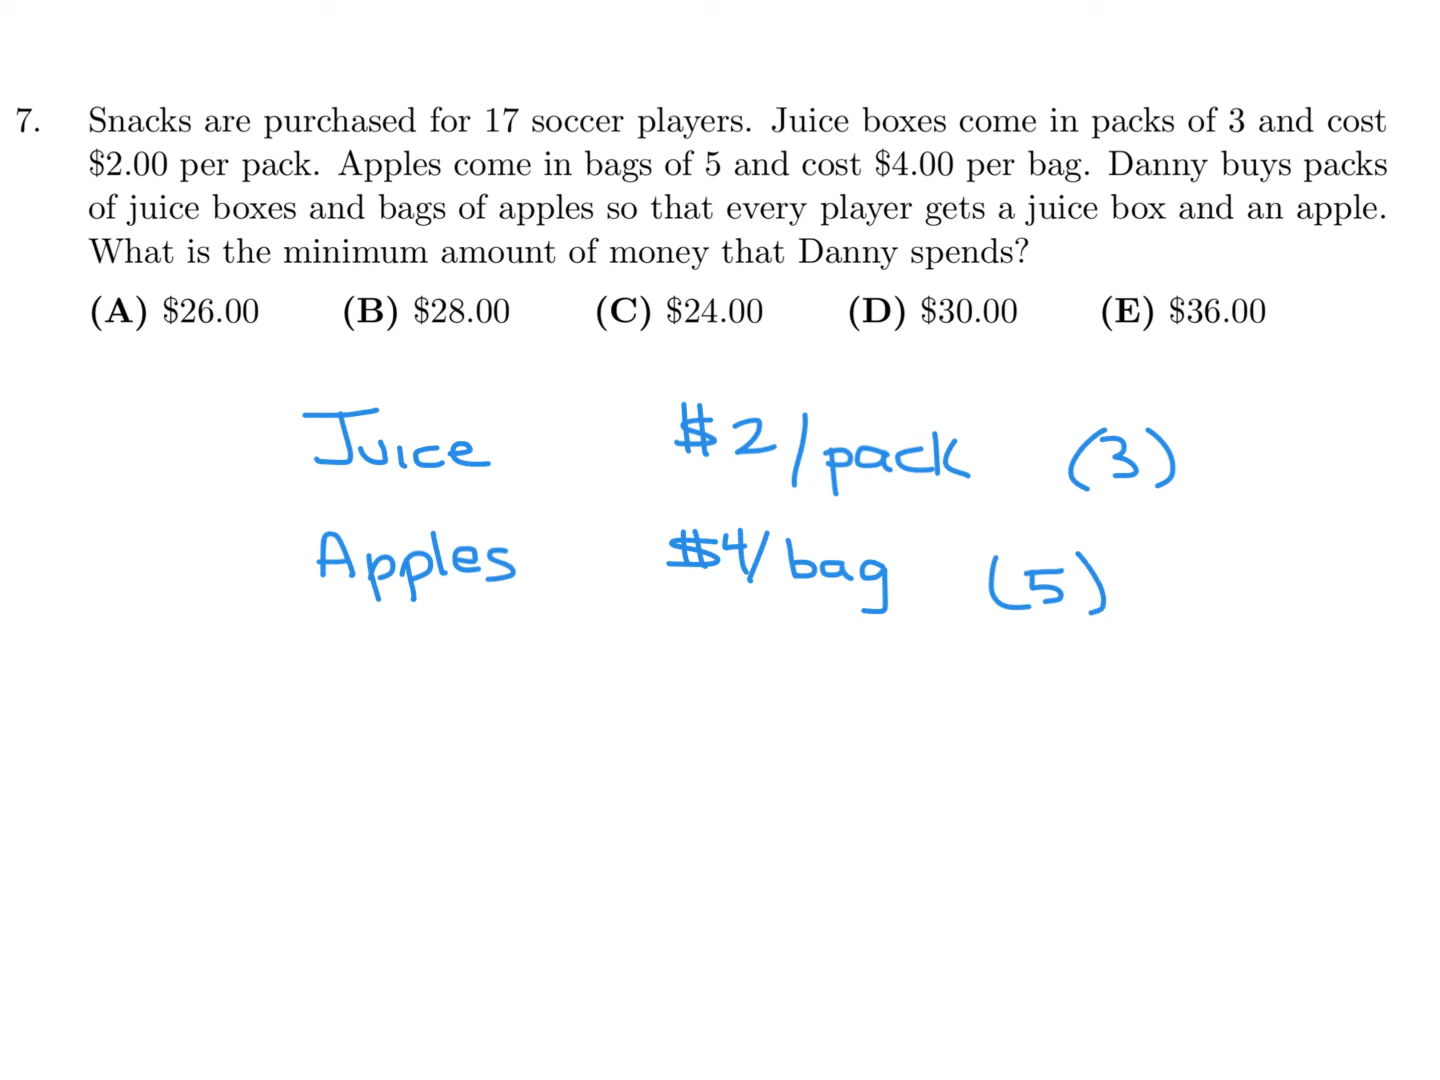 7. Snacks are purchased for 17 soccer players. Juice boxes come in packs of 3 and cost
$2.00 per pack. Apples come in bags of 5 and cost $4.00 per bag. Danny buys packs
of juice boxes and bags of apples so that every player gets a juice box and an apple.
What is the minimum amount of money that Danny spends?
(A) $26.00 (B) $28.00 (C) $24.00 (D) $30.00 (E) $36.00
Juice $2/pack (3)
Apples $4/bag (5)